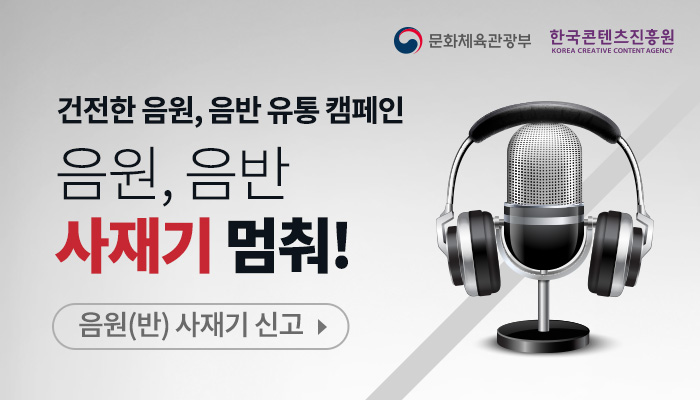 문화체육관광부
한국콘텐츠진흥원
KOREA CREATIVE CONTENT AGENCY
건전한 음원, 음반 유통 캠페인
음원, 음반
사재기 멈춰!
음원(반) 사재기 신고